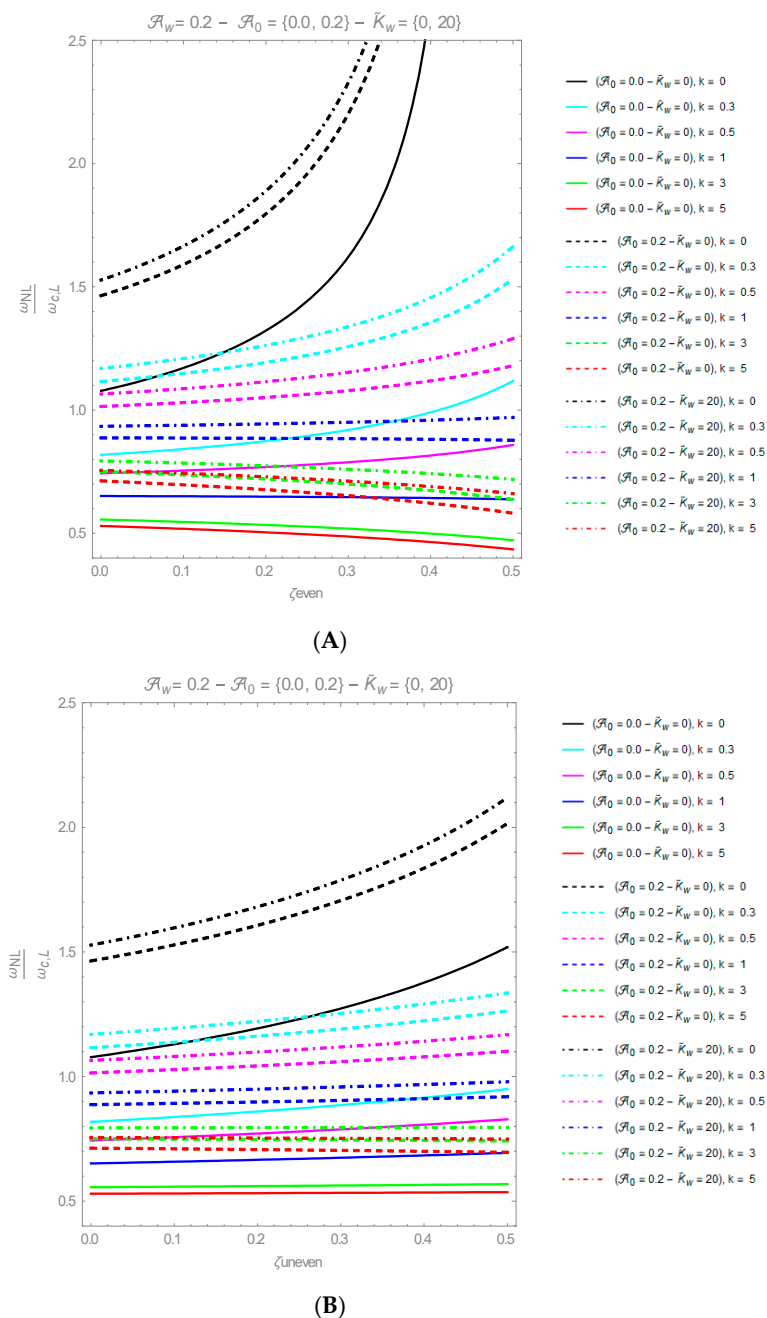 𝒜w = 0.2 – 𝒜0 = {0.0, 0.2} – K̃w = {0, 20}
2.5
2.0
1.5
1.0
0.5
ωNL
ωc,L
0.0 0.1 0.2 0.3 0.4 0.5
ζeven
(𝒜0 = 0.0 – K̃w = 0), k = 0
(𝒜0 = 0.0 – K̃w = 0), k = 0.3
(𝒜0 = 0.0 – K̃w = 0), k = 0.5
(𝒜0 = 0.0 – K̃w = 0), k = 1
(𝒜0 = 0.0 – K̃w = 0), k = 3
(𝒜0 = 0.0 – K̃w = 0), k = 5
(𝒜0 = 0.2 – K̃w = 0), k = 0
(𝒜0 = 0.2 – K̃w = 0), k = 0.3
(𝒜0 = 0.2 – K̃w = 0), k = 0.5
(𝒜0 = 0.2 – K̃w = 0), k = 1
(𝒜0 = 0.2 – K̃w = 0), k = 3
(𝒜0 = 0.2 – K̃w = 0), k = 5
(𝒜0 = 0.2 – K̃w = 20), k = 0
(𝒜0 = 0.2 – K̃w = 20), k = 0.3
(𝒜0 = 0.2 – K̃w = 20), k = 0.5
(𝒜0 = 0.2 – K̃w = 20), k = 1
(𝒜0 = 0.2 – K̃w = 20), k = 3
(𝒜0 = 0.2 – K̃w = 20), k = 5
(A)
𝒜w = 0.2 – 𝒜0 = {0.0, 0.2} – K̃w = {0, 20}
2.5
2.0
1.5
1.0
0.5
ωNL
ωc,L
0.0 0.1 0.2 0.3 0.4 0.5
ζuneven
(𝒜0 = 0.0 – K̃w = 0), k = 0
(𝒜0 = 0.0 – K̃w = 0), k = 0.3
(𝒜0 = 0.0 – K̃w = 0), k = 0.5
(𝒜0 = 0.0 – K̃w = 0), k = 1
(𝒜0 = 0.0 – K̃w = 0), k = 3
(𝒜0 = 0.0 – K̃w = 0), k = 5
(𝒜0 = 0.2 – K̃w = 0), k = 0
(𝒜0 = 0.2 – K̃w = 0), k = 0.3
(𝒜0 = 0.2 – K̃w = 0), k = 0.5
(𝒜0 = 0.2 – K̃w = 0), k = 1
(𝒜0 = 0.2 – K̃w = 0), k = 3
(𝒜0 = 0.2 – K̃w = 0), k = 5
(𝒜0 = 0.2 – K̃w = 20), k = 0
(𝒜0 = 0.2 – K̃w = 20), k = 0.3
(𝒜0 = 0.2 – K̃w = 20), k = 0.5
(𝒜0 = 0.2 – K̃w = 20), k = 1
(𝒜0 = 0.2 – K̃w = 20), k = 3
(𝒜0 = 0.2 – K̃w = 20), k = 5
(B)